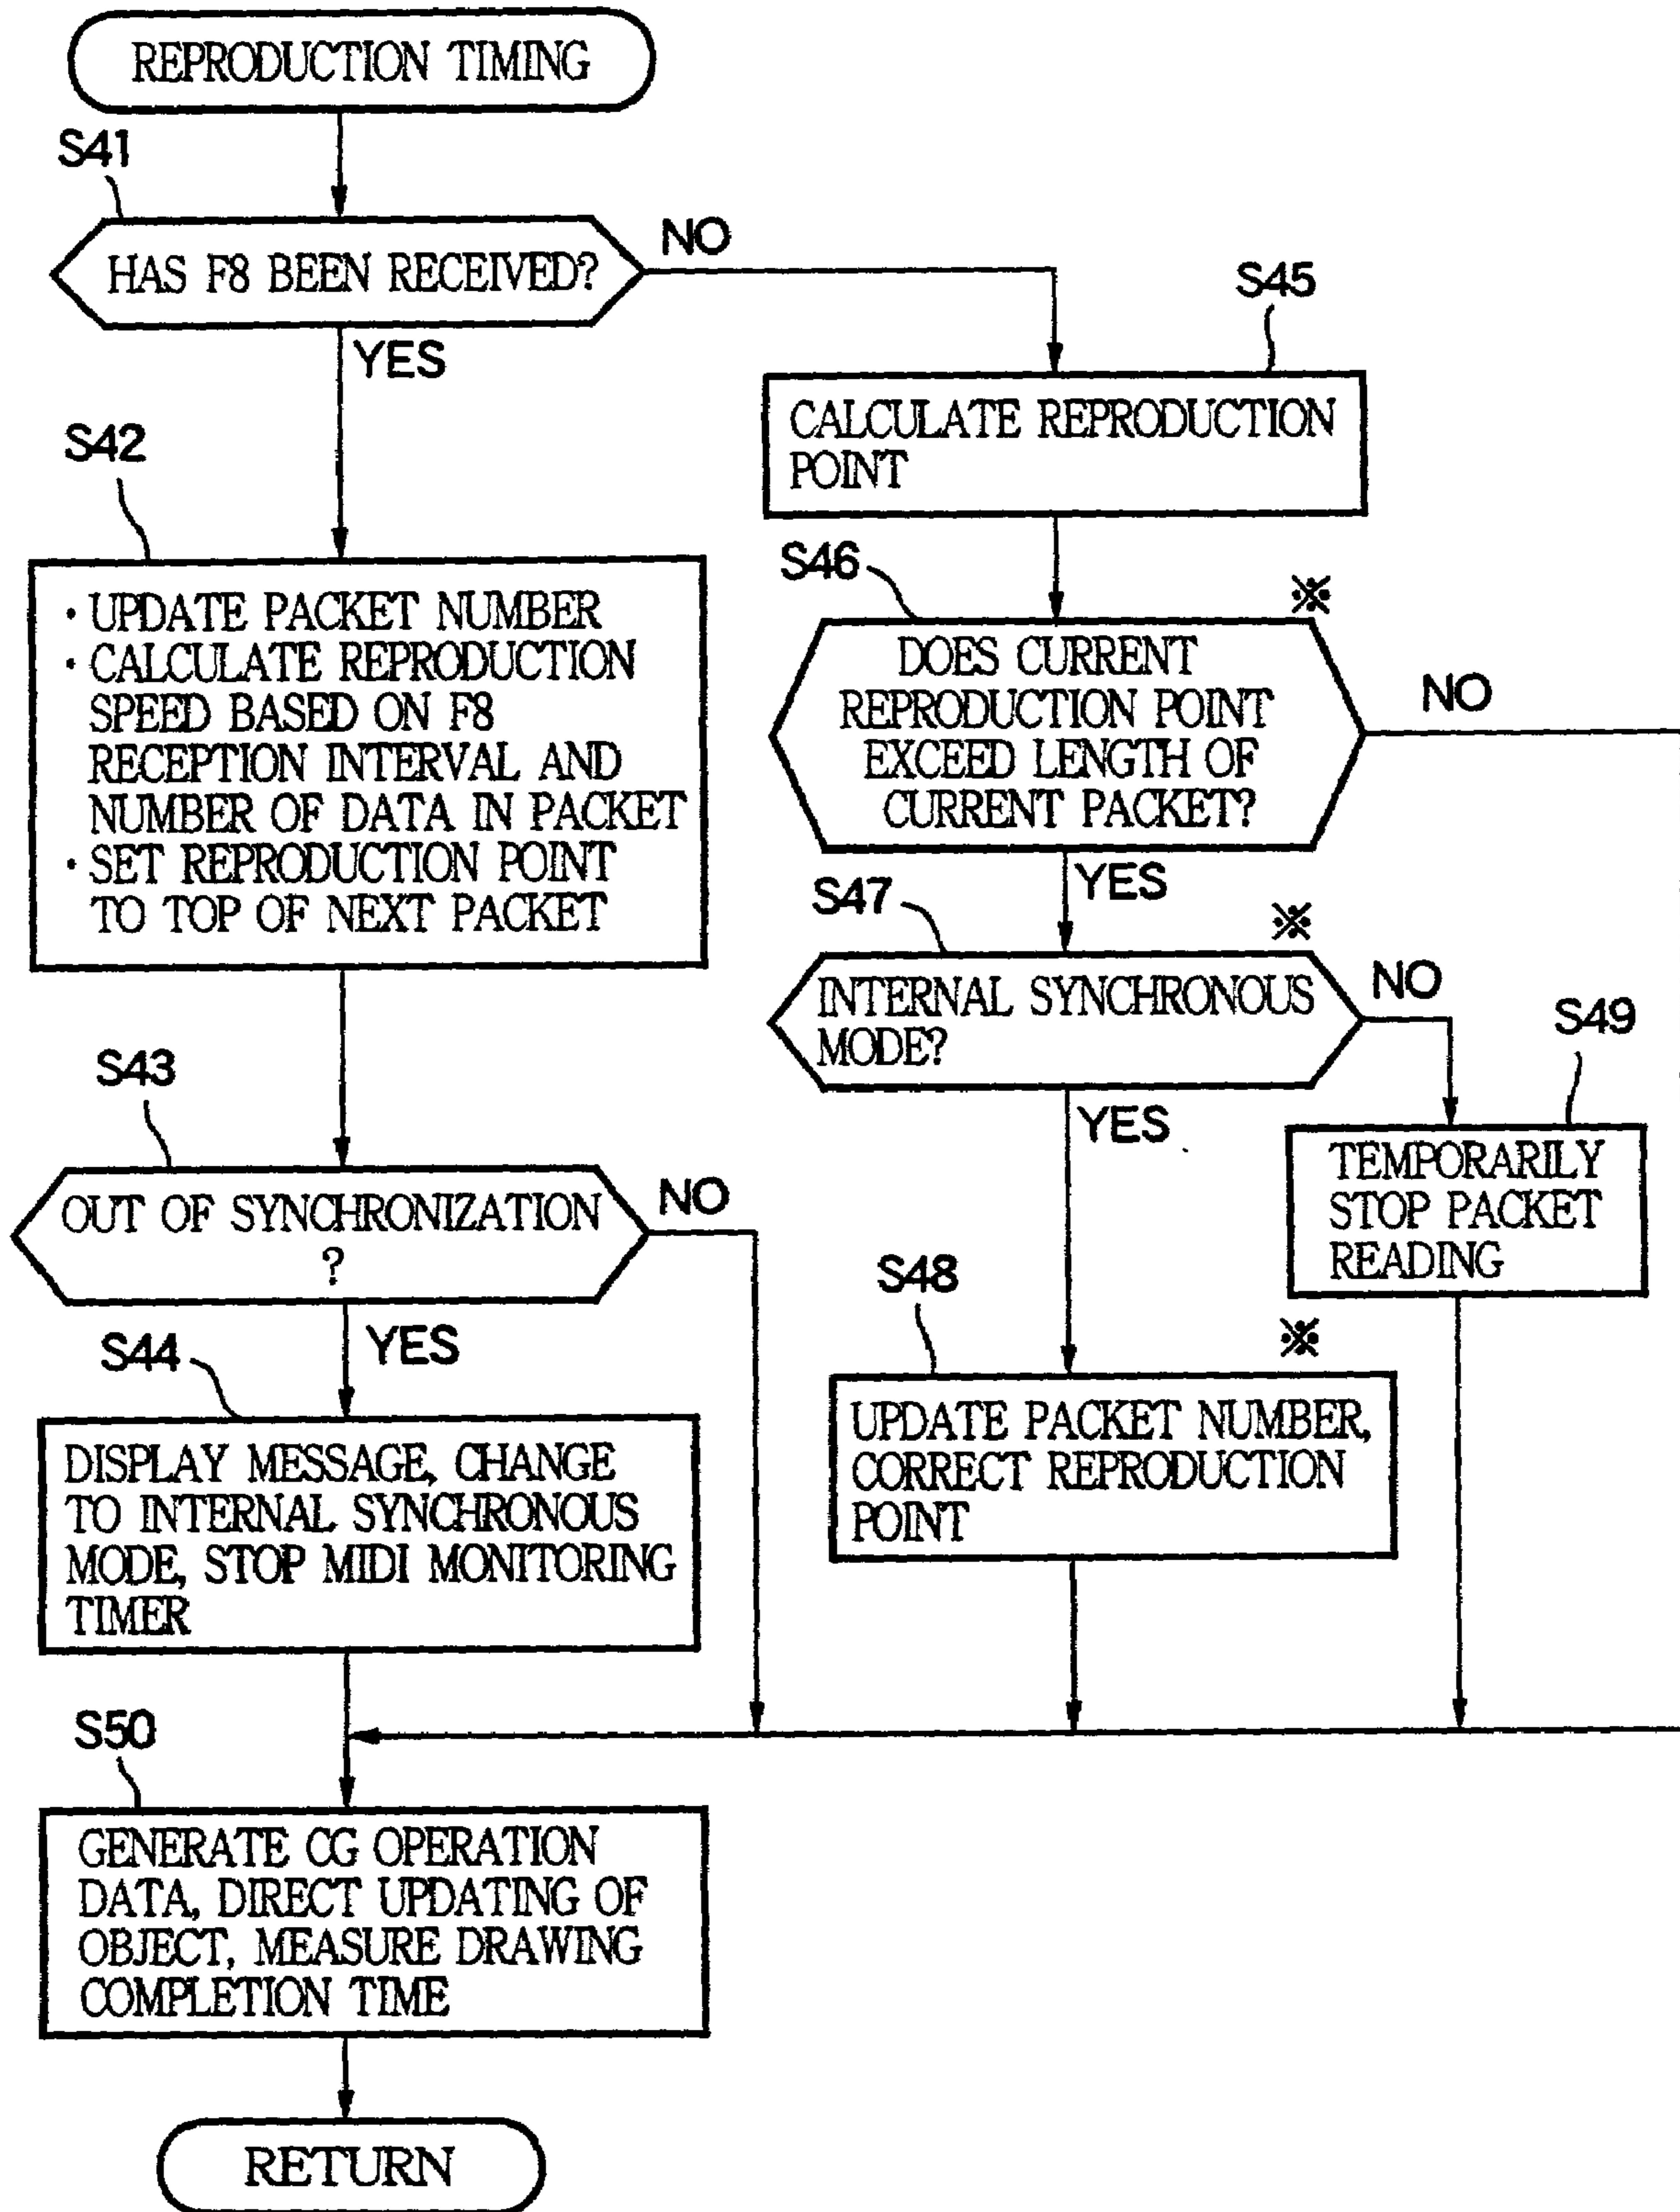 REPRODUCTION TIMING
S41
HAS F8 BEEN RECEIVED?
NO
YES
S45
CALCULATE REPRODUCTION
POINT
S42
· UPDATE PACKET NUMBER
· CALCULATE REPRODUCTION
SPEED BASED ON F8
RECEPTION INTERVAL AND
NUMBER OF DATA IN PACKET
· SET REPRODUCTION POINT
TO TOP OF NEXT PACKET
S46
※
DOES CURRENT
REPRODUCTION POINT
EXCEED LENGTH OF
CURRENT PACKET?
NO
YES
S47
※
INTERNAL SYNCHRONOUS
MODE?
NO
YES
S49
TEMPORARILY
STOP PACKET
READING
S43
OUT OF SYNCHRONIZATION
?
NO
YES
S48
※
UPDATE PACKET NUMBER,
CORRECT REPRODUCTION
POINT
S44
DISPLAY MESSAGE, CHANGE
TO INTERNAL SYNCHRONOUS
MODE, STOP MIDI MONITORING
TIMER
S50
GENERATE CG OPERATION
DATA, DIRECT UPDATING OF
OBJECT, MEASURE DRAWING
COMPLETION TIME
RETURN